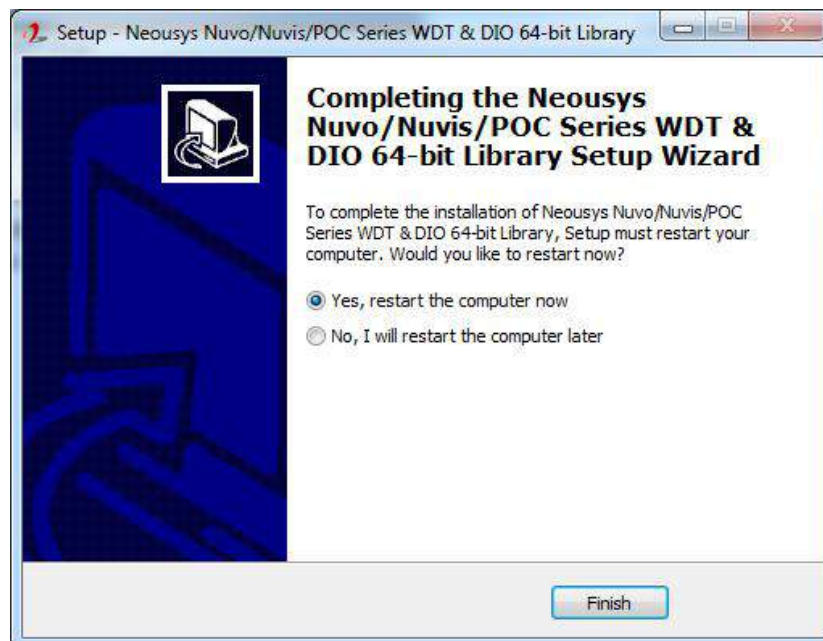 Setup - Neousys Nuvo/Nuvis/POC Series WDT & DIO 64-bit Library
Completing the Neousys
Nuvo/Nuvis/POC Series WDT &
DIO 64-bit Library Setup Wizard
To complete the installation of Neousys Nuvo/Nuvis/POC
Series WDT & DIO 64-bit Library, Setup must restart your
computer. Would you like to restart now?
Yes, restart the computer now
No, I will restart the computer later
Finish